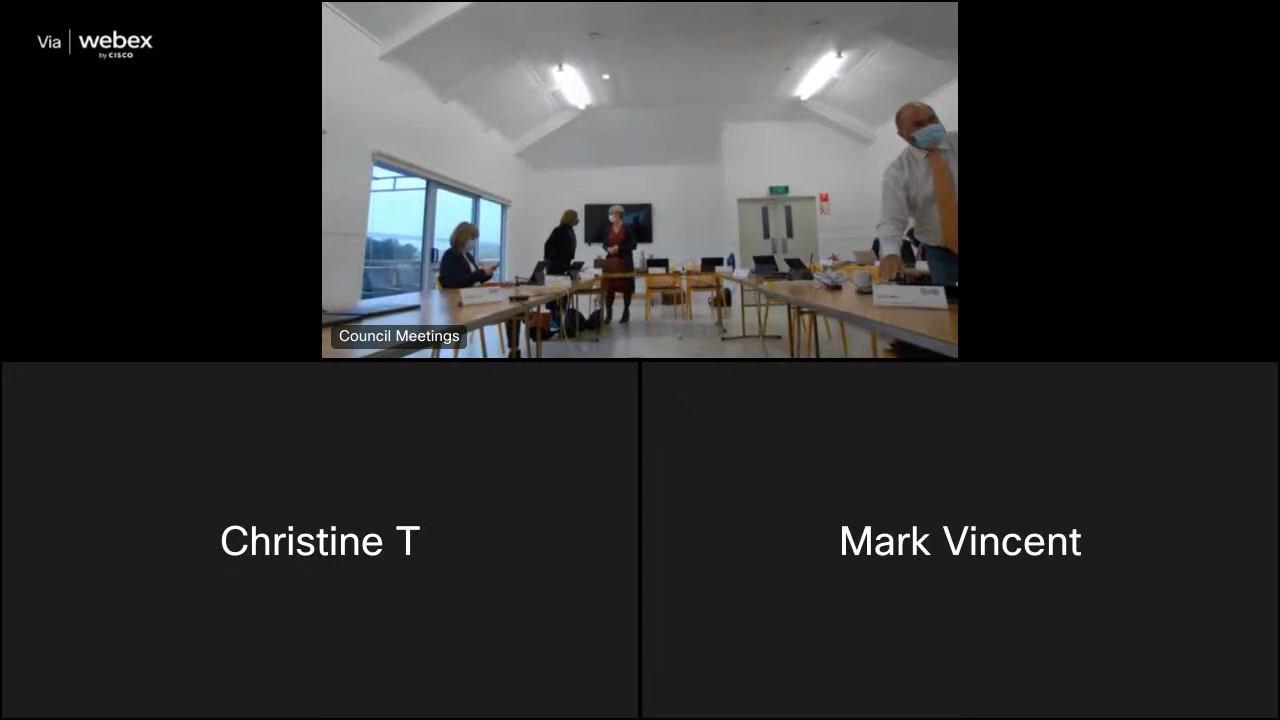 Via | webex
by CISCO
Council Meetings
Christine T
Mark Vincent